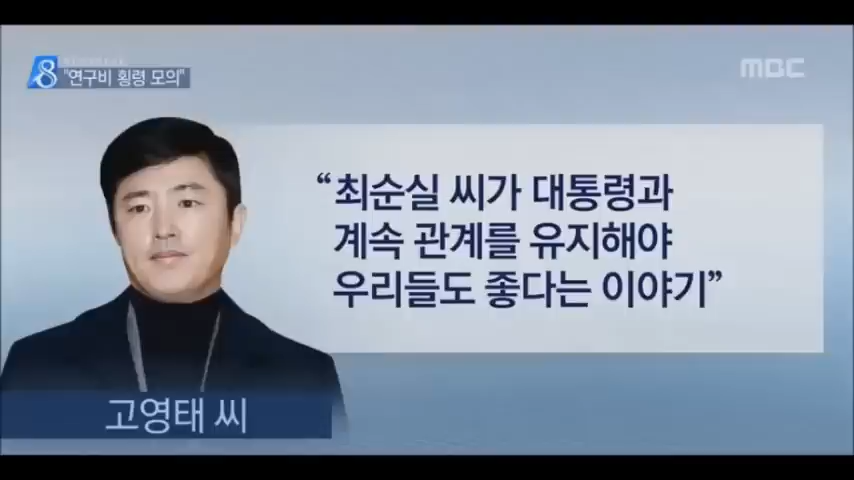 8
"연구비 횡령 모의"
MBC
“최순실 씨가 대통령과
계속 관계를 유지해야
우리들도 좋다는 이야기”
고영태 씨